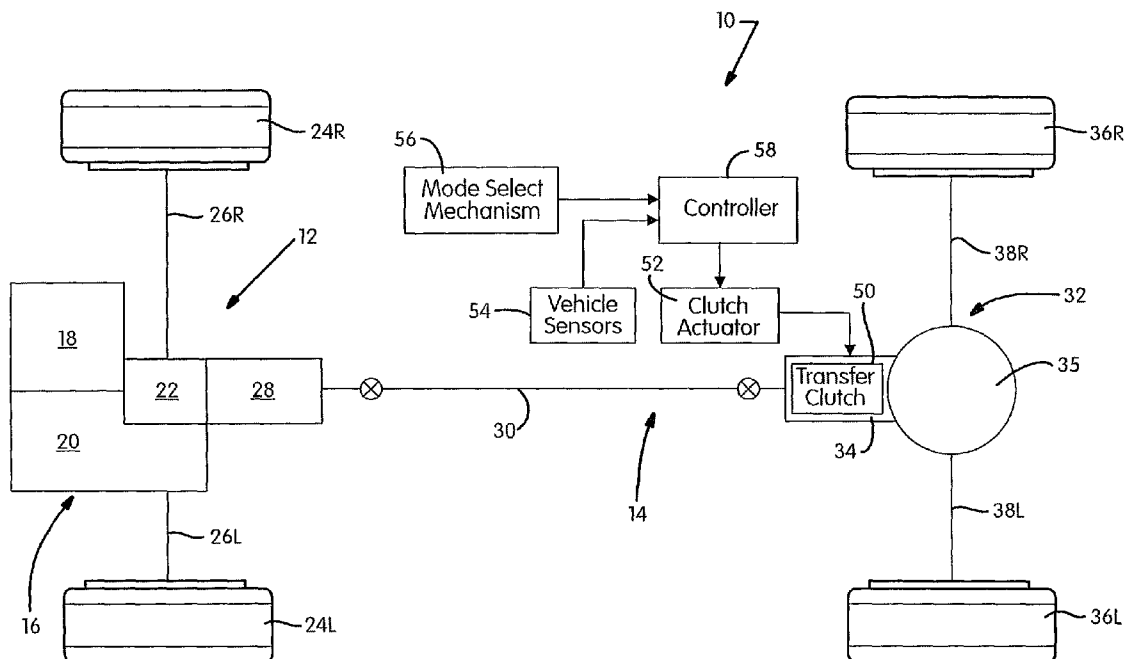 10
24R
36R
56
58
Mode Select
Mechanism
Controller
26R
12
38R
52
50
32
54
Vehicle
Sensors
Clutch
Actuator
18
35
22
28
Transfer
Clutch
20
30
34
14
26L
38L
16
24L
36L